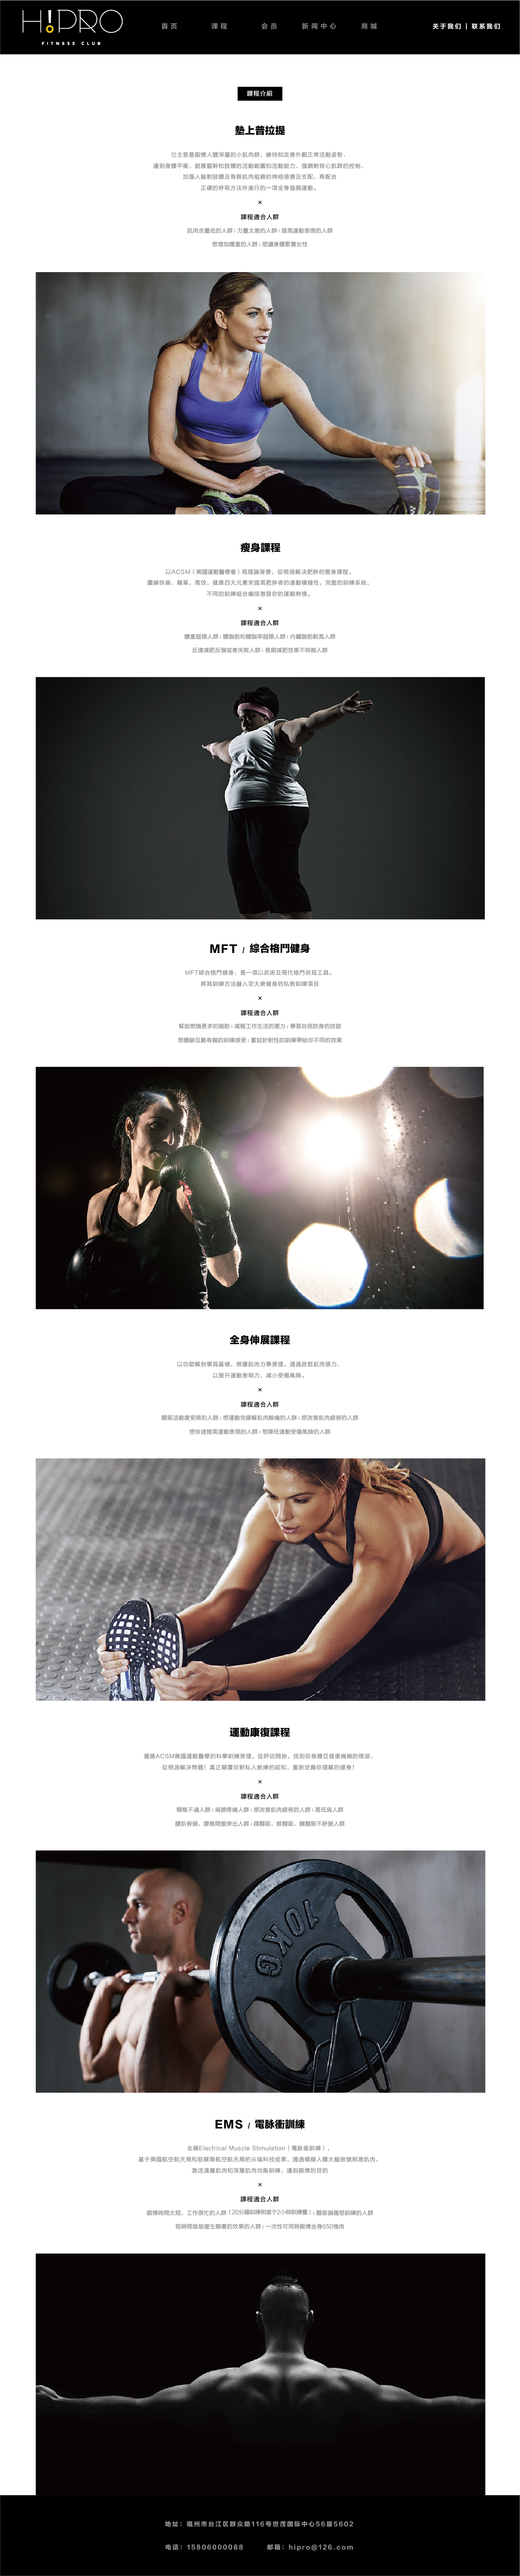 H!PRO
FITNESS CLUB
首页
课程
会员
新闻中心
商城
关于我们 | 联系我们
課程介紹
墊上普拉提
它主要是鍛煉人體深層的小肌肉群，維持和改善外觀正常活動姿勢、
達到身體平衡、拓展軀幹和肢體的活動範圍和活動能力、強調對核心肌群的控制、
加強人腦對肢體及骨骼肌肉組織的神經感應及支配，再配合
正確的呼吸方法所進行的一項全身協調運動。
×
課程適合人群
肌肉含量低的人群；力量太差的人群；提高運動表現的人群
想增加體重的人群；想讓身體緊實女性
瘦身課程
以ACSM（美國運動醫學會）爲理論背景，從根源解決肥胖的瘦身課程。
圍繞快樂、簡單、高效、健康四大元素來提高肥胖者的運動積極性，完整的訓練系統，
不同的訓練組合編排激發你的運動熱情。
×
課程適合人群
體重超標人群；體脂肪和體脂率超標人群；內臟脂肪較高人群
反復减肥反彈或者失敗人群；長期减肥效果不明顯人群
MFT / 綜合格鬥健身
MFT綜合格鬥健身，是一項以武術及現代格鬥術爲工具，
將其訓練方法融入至大衆健身的私教訓練項目
×
課程適合人群
幫助燃燒更多的脂肪；减輕工作生活的壓力；學習自我防身的技能
想體驗互動有趣的訓練感受；嘗試針對性的訓練帶給你不同的效果
全身伸展課程
以功能解剖學爲基礎，根據肌肉力學原理，通過放鬆肌肉張力，
以提升運動表現力，减小受傷風險。
×
課程適合人群
關節活動度受限的人群；想運動完緩解肌肉酸痛的人群；想改善肌肉疲勞的人群
想快速提高運動表現的人群；想降低運動受傷風險的人群
運動康復課程
遵循ACSM美國運動醫學的科學訓練原理，從評估開始，找到你身體亞健康癥癥的根源，
從根源解決問題！真正顛覆你對私人教練的認知，重新定義你理解的健身！
×
課程適合人群
頸椎不適人群；肩膀疼痛人群；想改善肌肉疲勞的人群；高低肩人群
腰肌勞損、腰椎間盤突出人群；踝關節、膝關節、髖關節不舒服人群
EMS / 電脉衝訓練
全稱Electrical Muscle Stimulation（電脉衝訓練），
基于美國航空航天局和前蘇聯航空航天局的尖端科技成果，通過模擬人體大腦信號刺激肌肉，
激活淺層肌肉和深層肌肉均衡訓練，達到鍛煉的目的
×
課程適合人群
鍛煉時間太短，工作很忙的人群（20分鐘訓練相當于2小時訓練量）；關節損傷想訓練的人群
短時間就能產生顯著的效果的人群；一次性可同時鍛煉全身650塊肉
地址：福州市台江区群众路116号世茂国际中心56层5602
电话：15806000088
邮箱：hipro@126.com
10KG